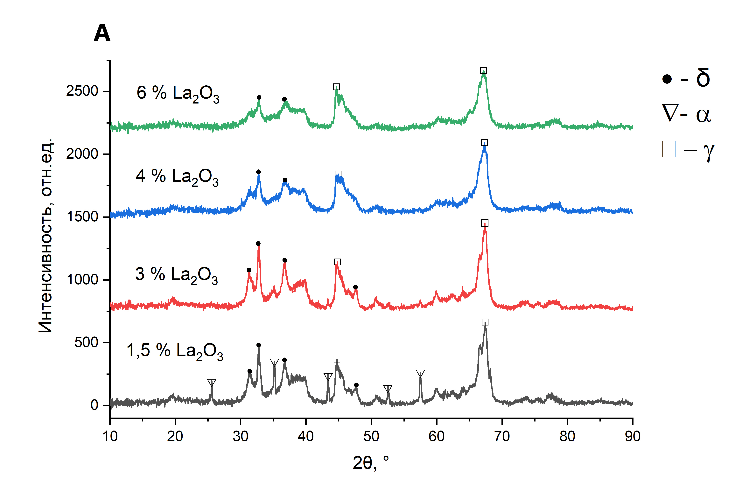 A
6 % La₂O₃
4 % La₂O₃
3 % La₂O₃
1,5 % La₂O₃
● - δ
∇- α
□ – γ
Интенсивность, отн.ед.
2500
2000
1500
1000
500
0
10 20 30 40 50 60 70 80 90
2θ, °